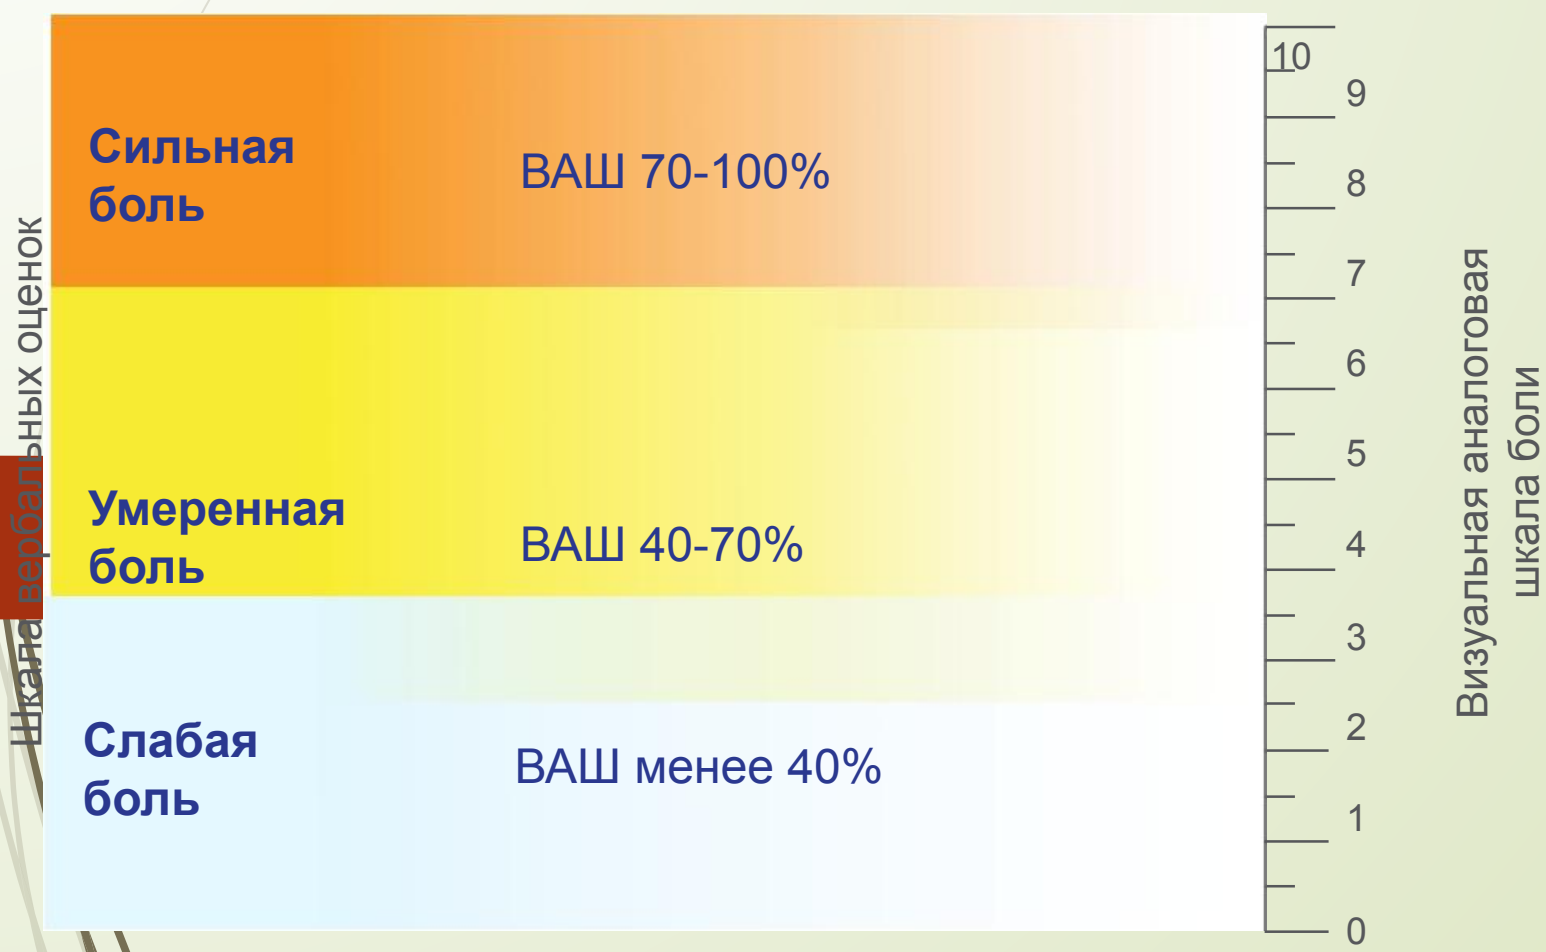 Шкала вербальных оценок
Сильная
боль
ВАШ 70-100%
Умеренная
боль
ВАШ 40-70%
Слабая
боль
ВАШ менее 40%
10
9
8
7
6
5
4
3
2
1
0
Визуальная аналоговая
шкала боли